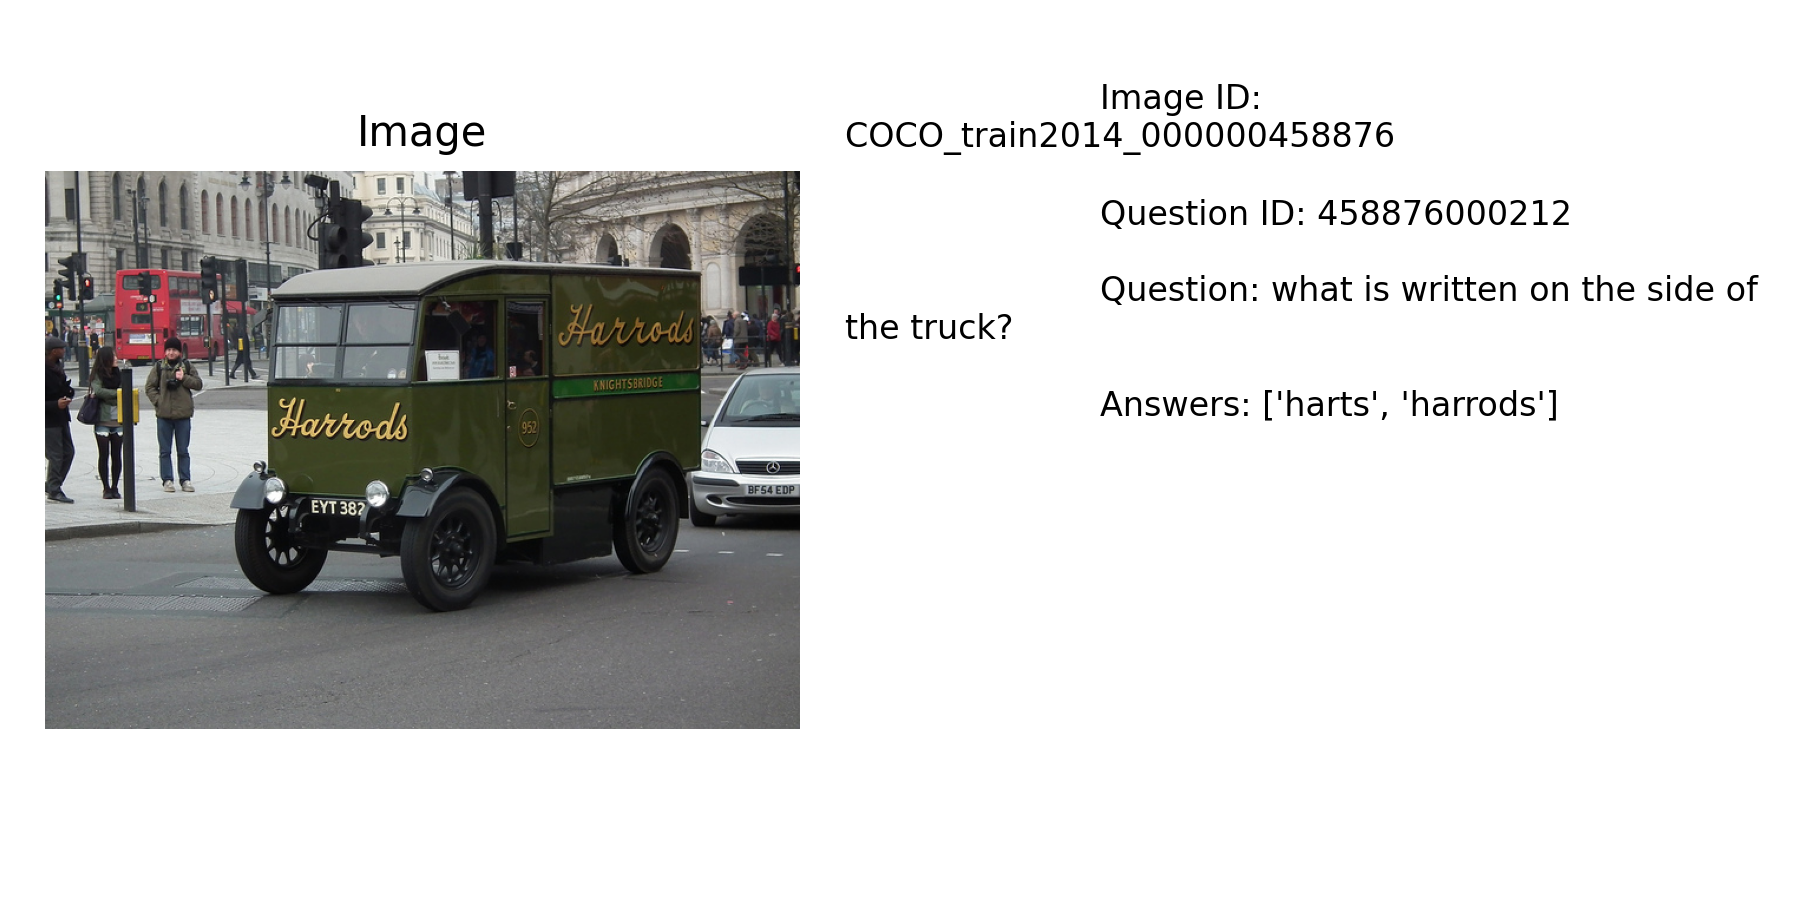 Image
Harrods
KNIGHTSBRIDGE
Harrods
952
EYT 382
BF54 EDP
Image ID:
COCO_train2014_000000458876
Question ID: 458876000212
Question: what is written on the side of
the truck?
Answers: ['harts', 'harrods']